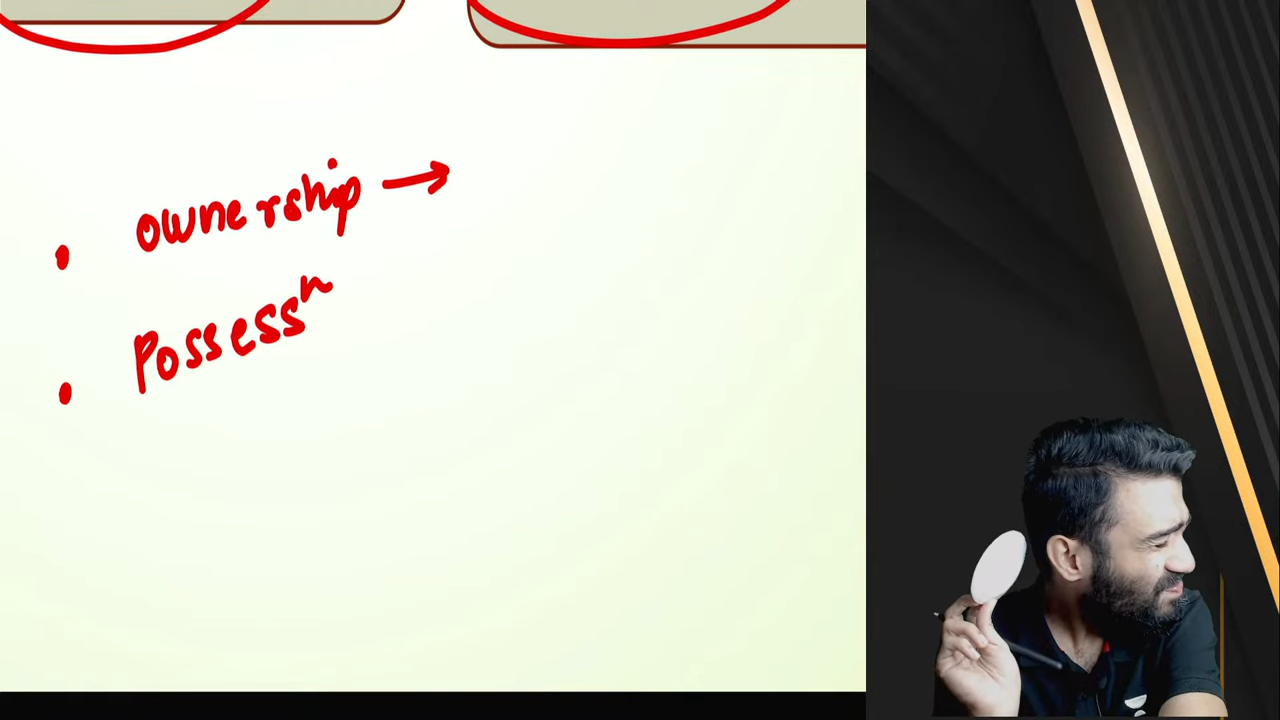 • ownership →
• Possessⁿ